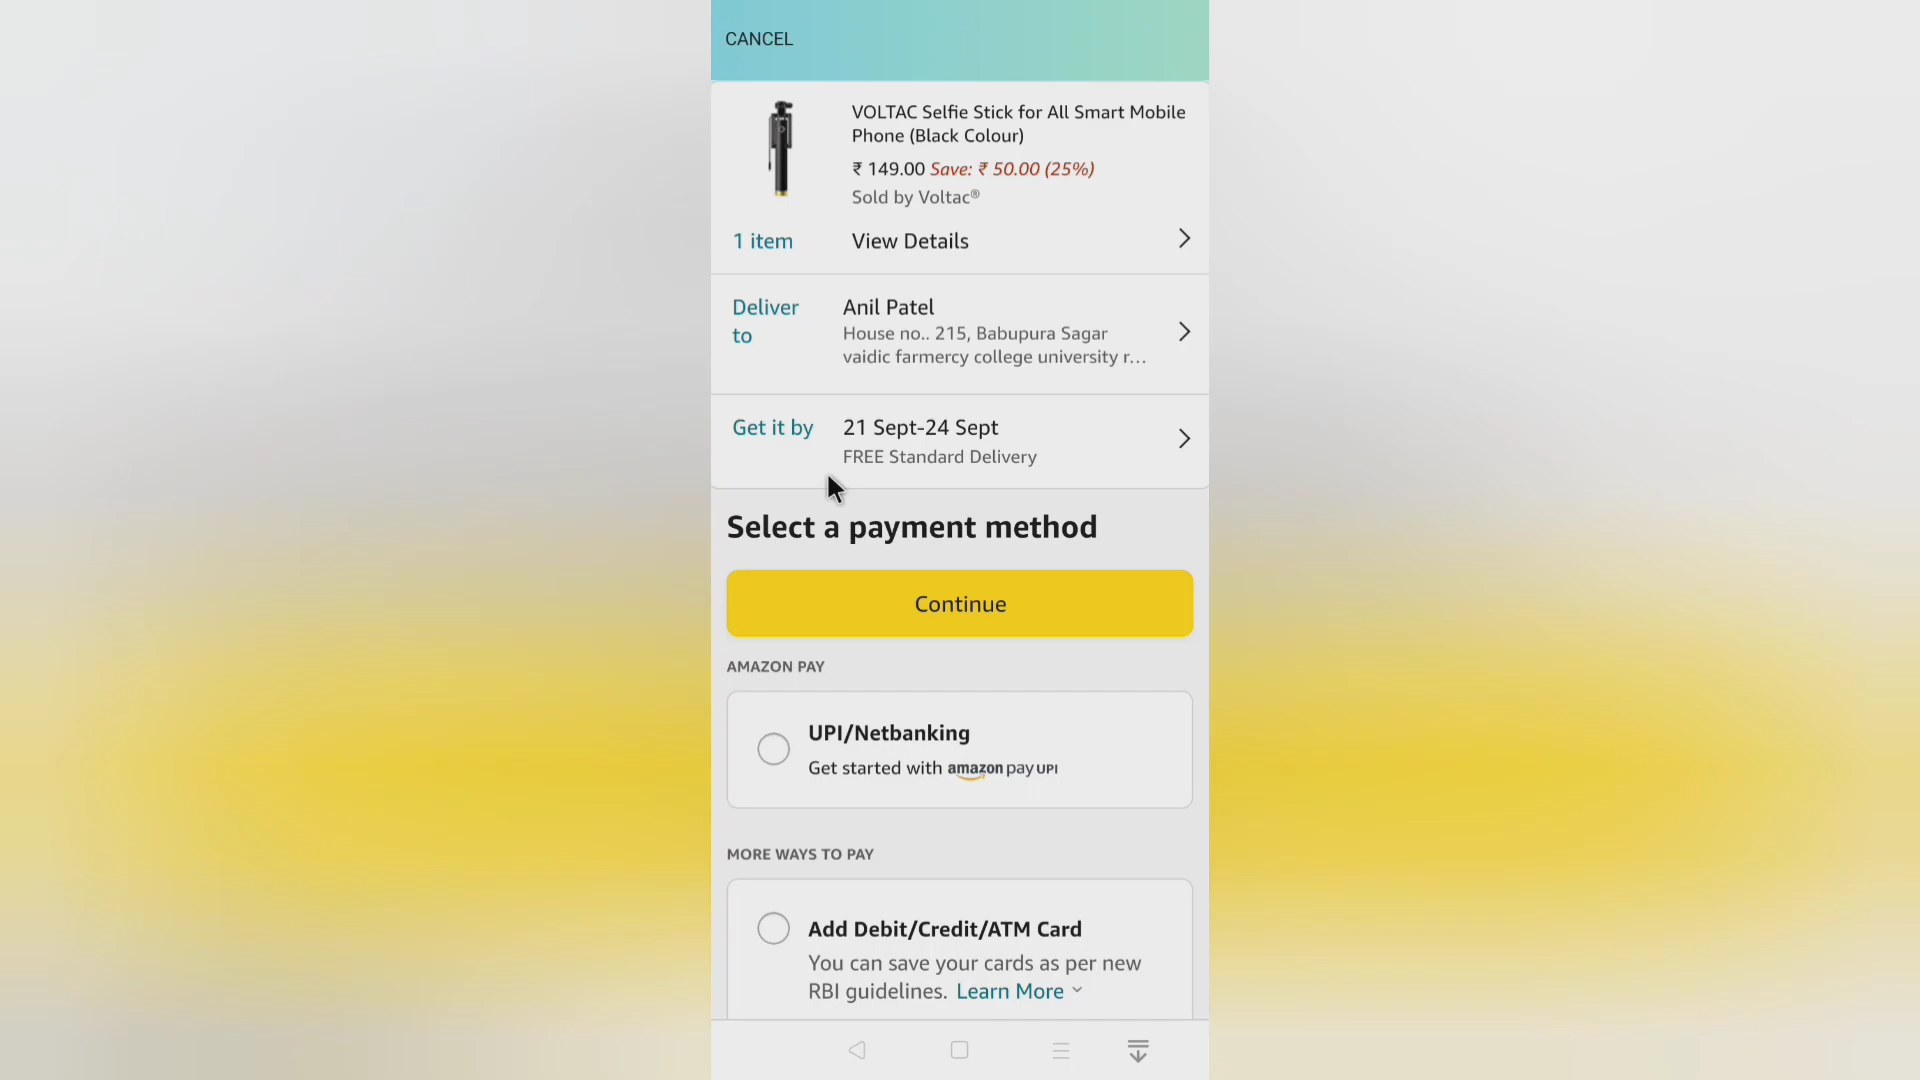 CANCEL
VOLTAC Selfie Stick for All Smart Mobile
Phone (Black Colour)
₹ 149.00 Save: ₹ 50.00 (25%)
Sold by Voltac®
1 item View Details
Deliver to
Anil Patel
House no.. 215, Babupura Sagar
vaidic farmercy college university r...
Get it by 21 Sept-24 Sept
FREE Standard Delivery
Select a payment method
Continue
AMAZON PAY
UPI/Netbanking
Get started with amazon pay UPI
MORE WAYS TO PAY
Add Debit/Credit/ATM Card
You can save your cards as per new
RBI guidelines. Learn More